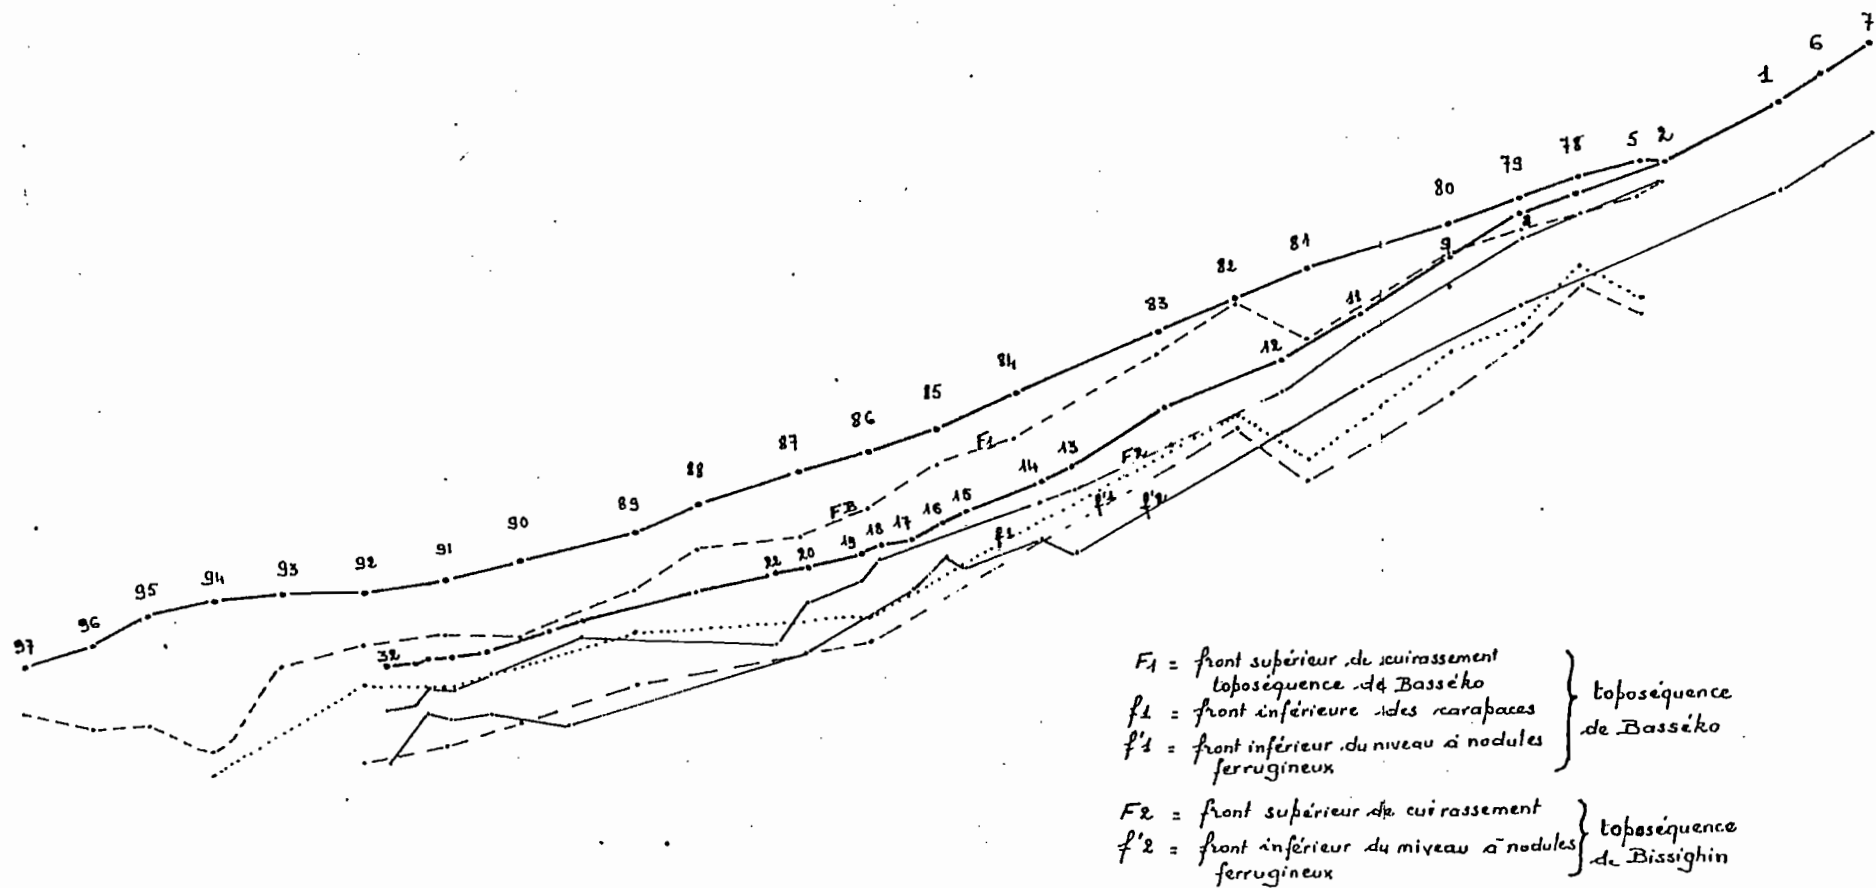 7
6
1
2
5
78
79
80
81
82
83
84
85
86
87
88
89
90
91
92
93
94
95
96
97
8
9
11
12
13
14
15
16
17
18
19
20
22
32
F1
FB
F2
f1
f'1
f'2
F1 = front supérieur de cuirassement
toposéquence de Basséko
f1 = front inférieure des carapaces
f'1 = front inférieur du niveau à nodules
ferrugineux
toposéquence
de Basséko
F2 = front supérieur de cuirassement
f'2 = front inférieur du niveau à nodules
ferrugineux
toposéquence
de Bissighin